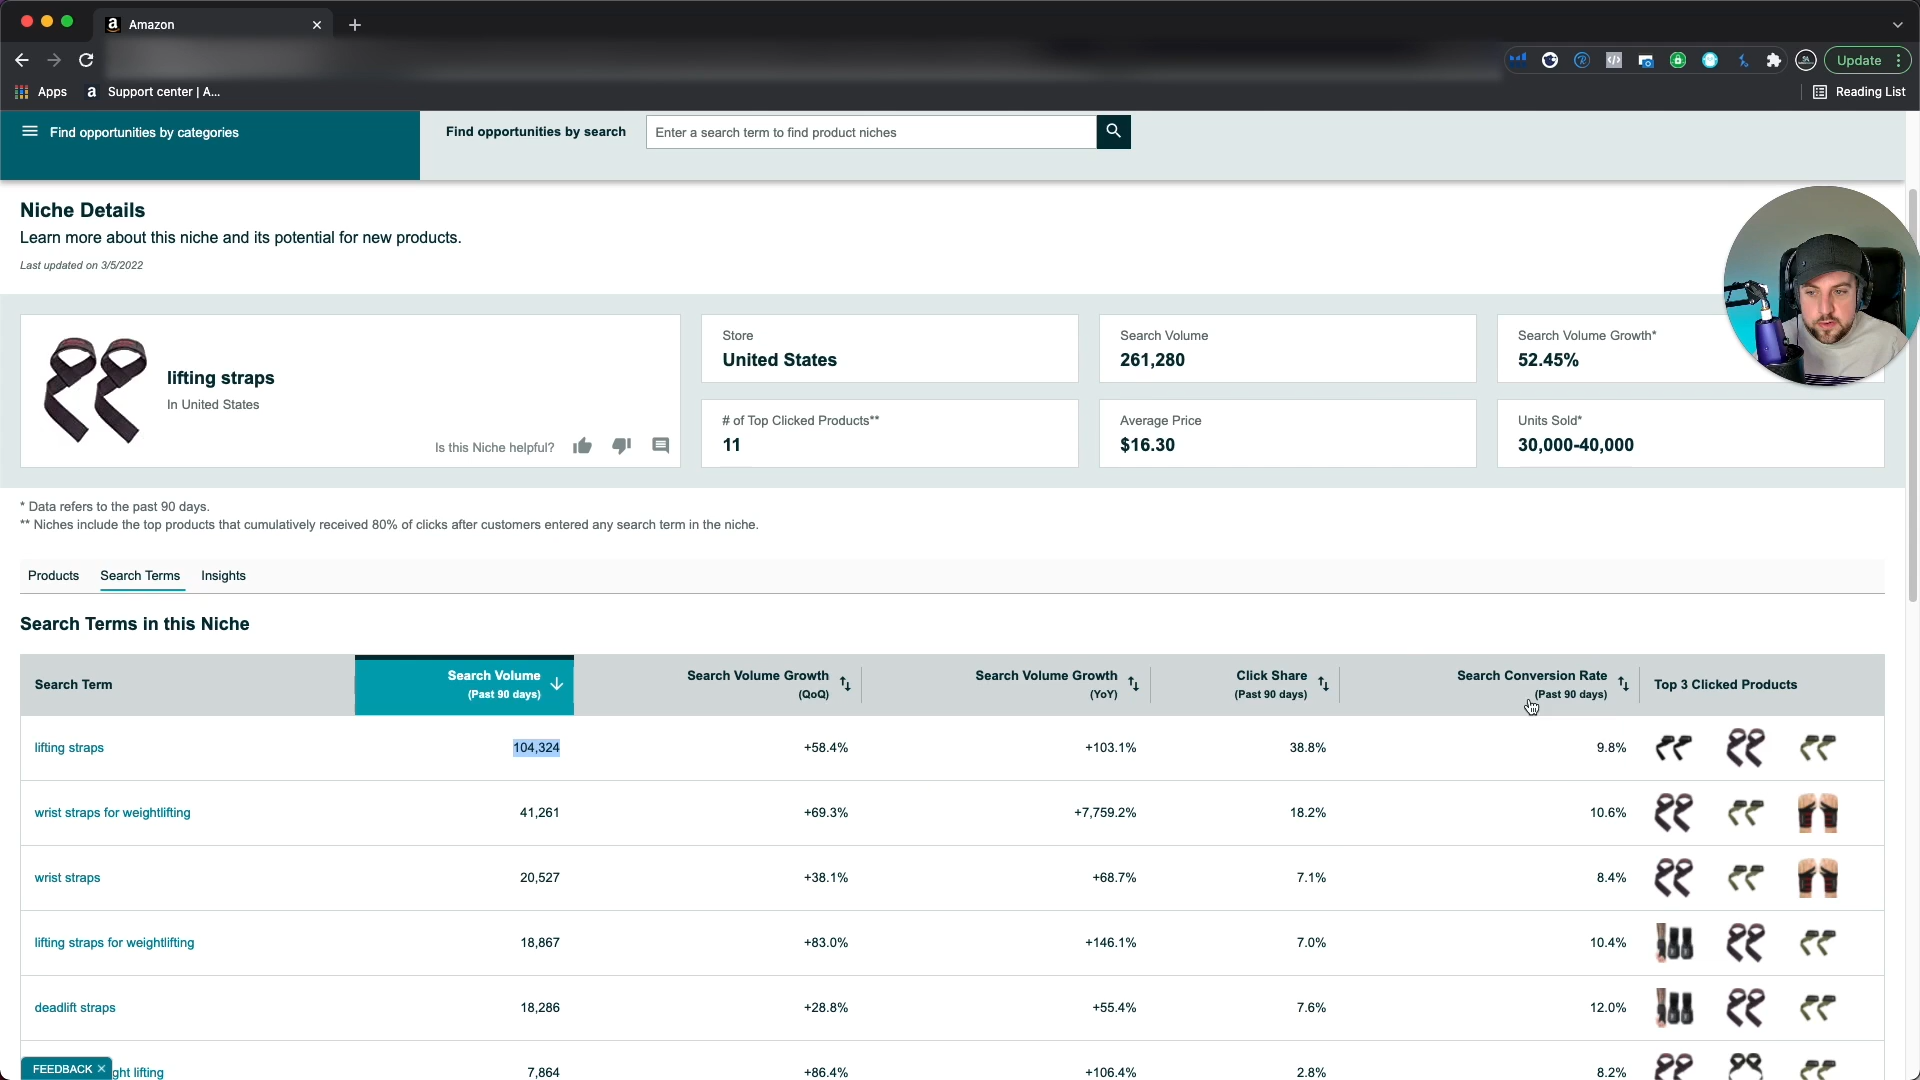 Amazon
Update
Apps
Support center | A...
Reading List
Find opportunities by categories
Find opportunities by search
Enter a search term to find product niches
Niche Details
Learn more about this niche and its potential for new products.
Last updated on 3/5/2022
lifting straps
In United States
Is this Niche helpful?
Store
United States
Search Volume
261,280
Search Volume Growth*
52.45%
# of Top Clicked Products**
11
Average Price
$16.30
Units Sold*
30,000-40,000
* Data refers to the past 90 days.
** Niches include the top products that cumulatively received 80% of clicks after customers entered any search term in the niche.
Products Search Terms Insights
Search Terms in this Niche
Search Term Search Volume (Past 90 days) Search Volume Growth (QoQ) Search Volume Growth (YoY) Click Share (Past 90 days) Search Conversion Rate (Past 90 days) Top 3 Clicked Products
lifting straps 104,324 +58.4% +103.1% 38.8% 9.8%
wrist straps for weightlifting 41,261 +69.3% +7,759.2% 18.2% 10.6%
wrist straps 20,527 +38.1% +68.7% 7.1% 8.4%
lifting straps for weightlifting 18,867 +83.0% +146.1% 7.0% 10.4%
deadlift straps 18,286 +28.8% +55.4% 7.6% 12.0%
ght lifting 7,864 +86.4% +106.4% 2.8% 8.2%
FEEDBACK